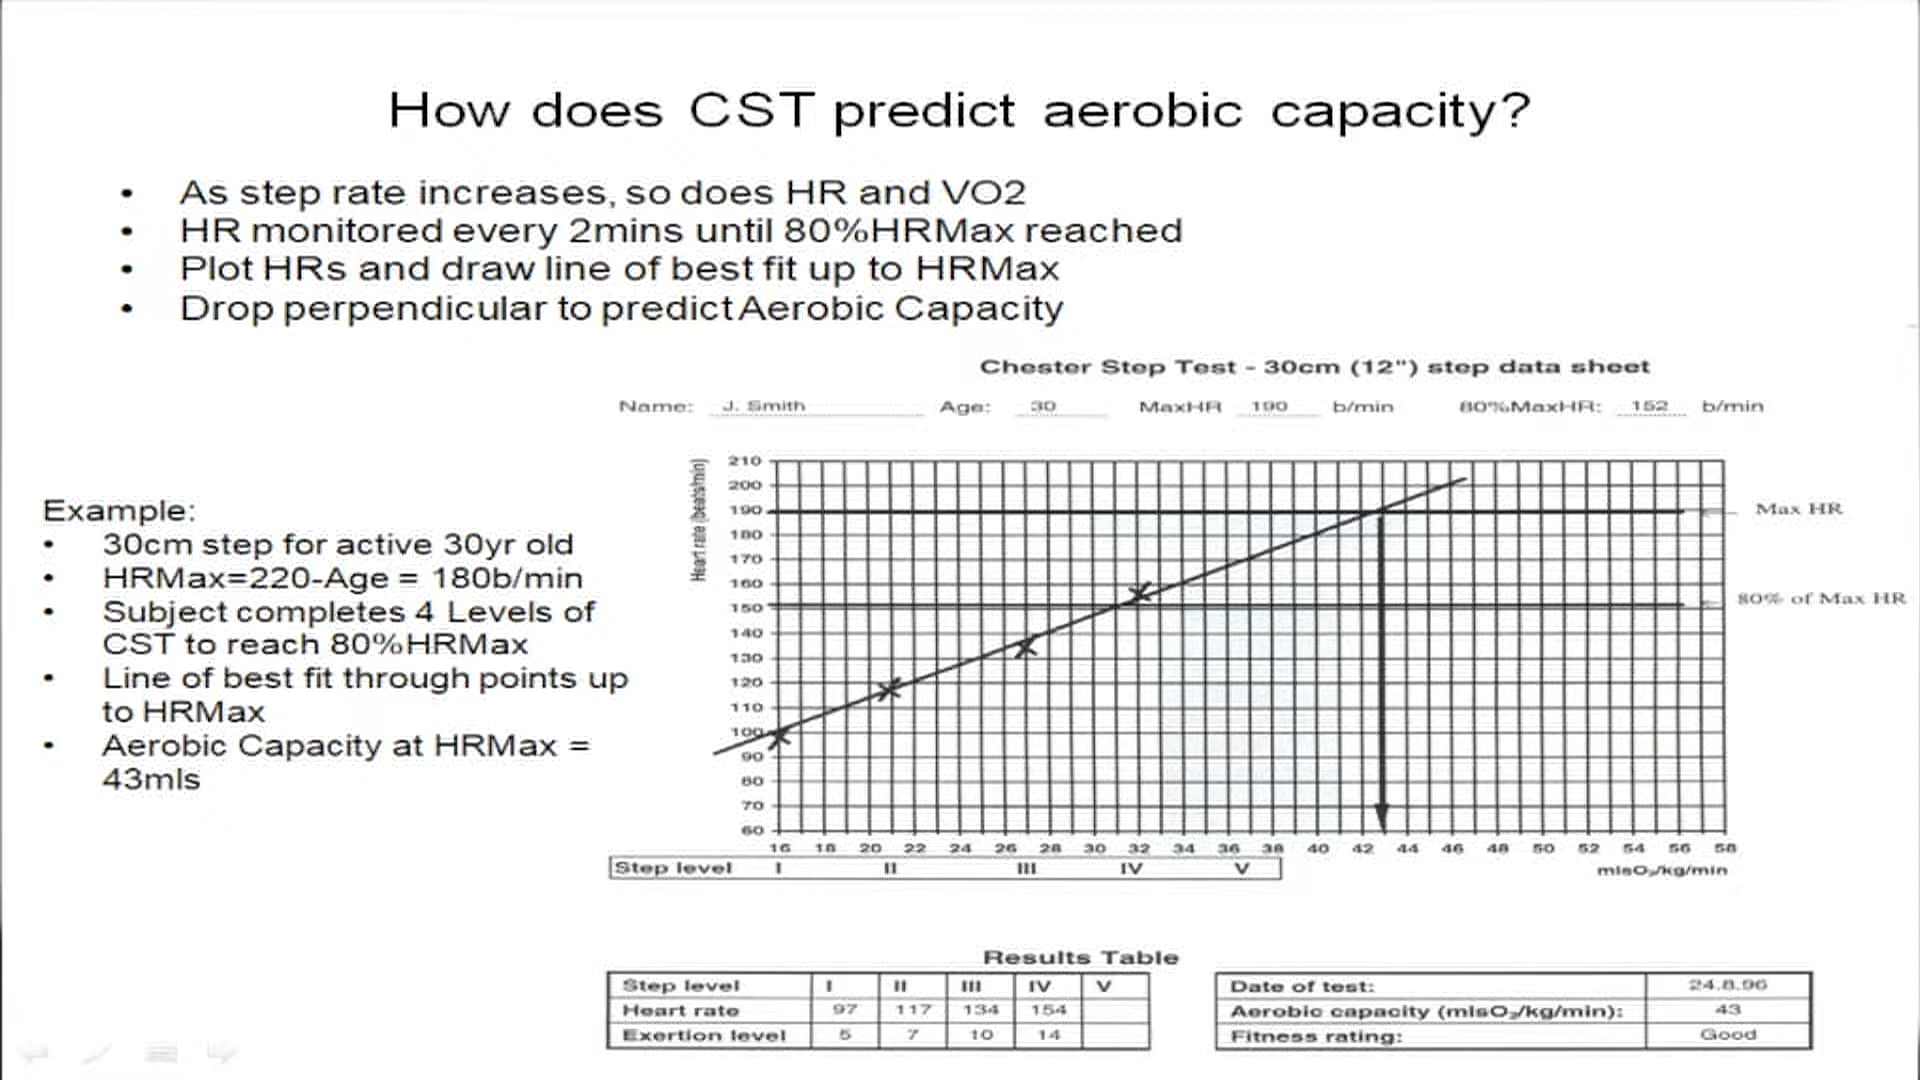 How does CST predict aerobic capacity?
• As step rate increases, so does HR and VO2
• HR monitored every 2mins until 80%HRMax reached
• Plot HRs and draw line of best fit up to HRMax
• Drop perpendicular to predict Aerobic Capacity
Chester Step Test - 30cm (12") step data sheet
Name: J. Smith Age: 30 MaxHR 190 b/min 80%MaxHR: 152 b/min
Example:
• 30cm step for active 30yr old
• HRMax=220-Age = 180b/min
• Subject completes 4 Levels of
CST to reach 80%HRMax
• Line of best fit through points up
to HRMax
• Aerobic Capacity at HRMax =
43mls
Heart rate (beats/min)
210
200
190
180
170
160
150
140
130
120
110
100
90
80
70
60
Max HR
80% of Max HR
16 18 20 22 24 26 28 30 32 34 36 38 40 42 44 46 48 50 52 54 56 58
Step level I II III IV V
mlsO₂/kg/min
Results Table
Step level I II III IV V
Heart rate 97 117 134 154
Exertion level 5 7 10 14
Date of test: 24.8.96
Aerobic capacity (mlsO₂/kg/min): 43
Fitness rating: Good